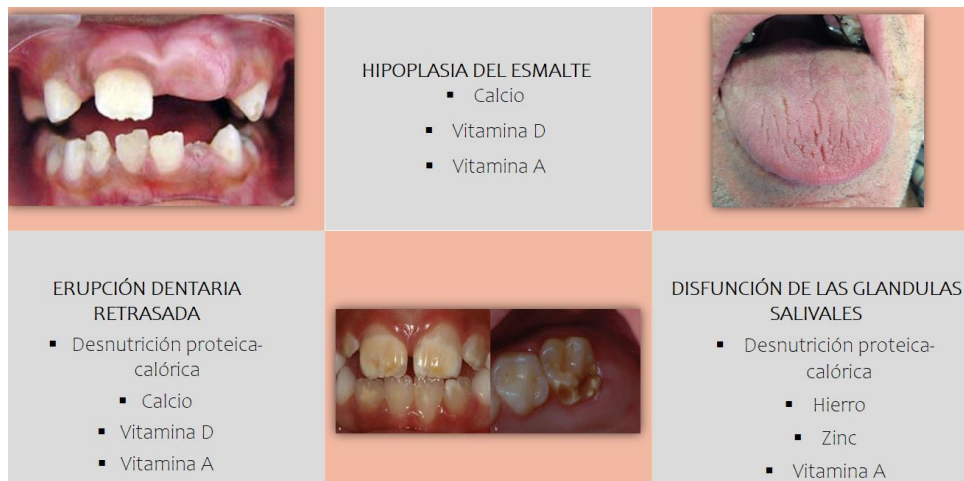 HIPOPLASIA DEL ESMALTE
▪ Calcio
▪ Vitamina D
▪ Vitamina A
ERUPCIÓN DENTARIA
RETRASADA
▪ Desnutrición proteica-
calórica
▪ Calcio
▪ Vitamina D
▪ Vitamina A
DISFUNCIÓN DE LAS GLANDULAS
SALIVALES
▪ Desnutrición proteica-
calórica
▪ Hierro
▪ Zinc
▪ Vitamina A